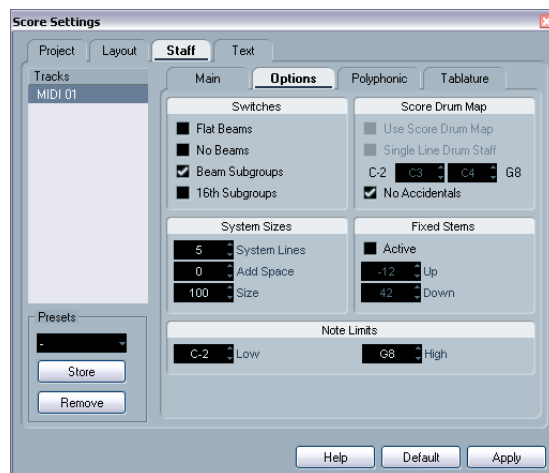 Score Settings
Project Layout Staff Text
Tracks
MIDI 01
Presets
-
Store
Remove
Main Options Polyphonic Tablature
Switches
Flat Beams
No Beams
Beam Subgroups
16th Subgroups
Score Drum Map
Use Score Drum Map
Single Line Drum Staff
C-2 C3 C4 G8
No Accidentals
System Sizes
5 System Lines
0 Add Space
100 Size
Fixed Stems
Active
-12 Up
42 Down
Note Limits
C-2 Low G8 High
Help Default Apply